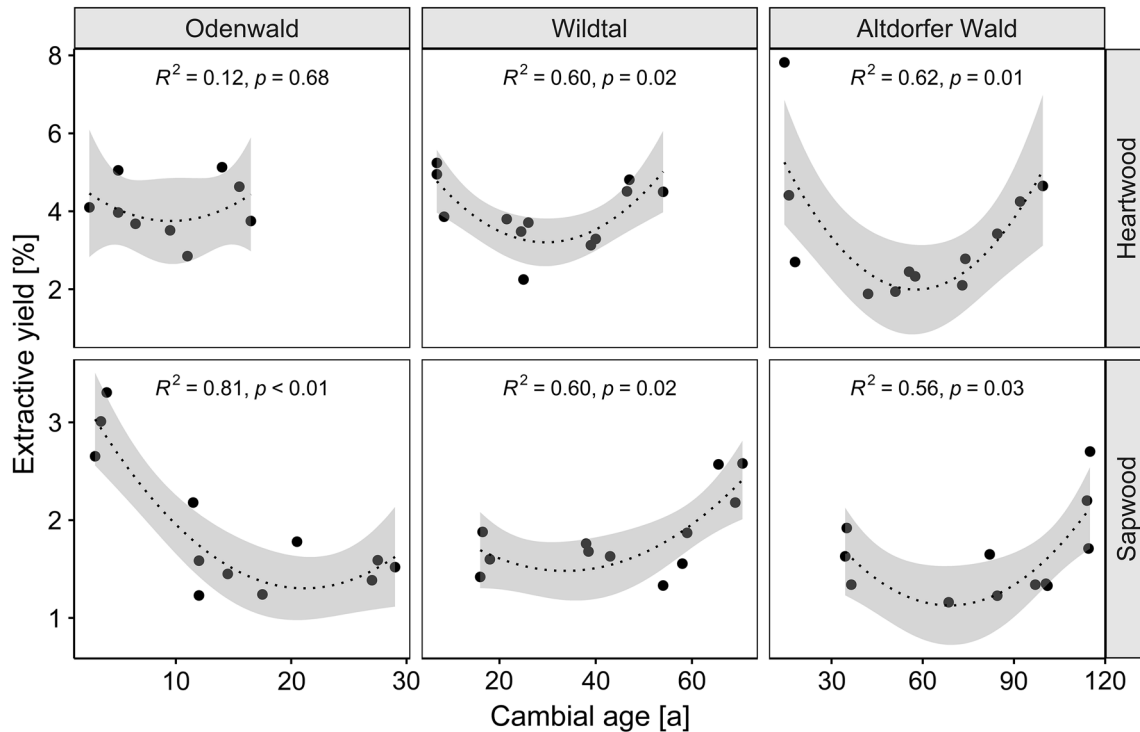 Odenwald Wildtal Altdorfer Wald
R² = 0.12, p = 0.68 R² = 0.60, p = 0.02 R² = 0.62, p = 0.01
Heartwood
8
6
4
2
R² = 0.81, p < 0.01 R² = 0.60, p = 0.02 R² = 0.56, p = 0.03
Sapwood
3
2
1
Extractive yield [%]
10 20 30 20 40 60 30 60 90 120
Cambial age [a]